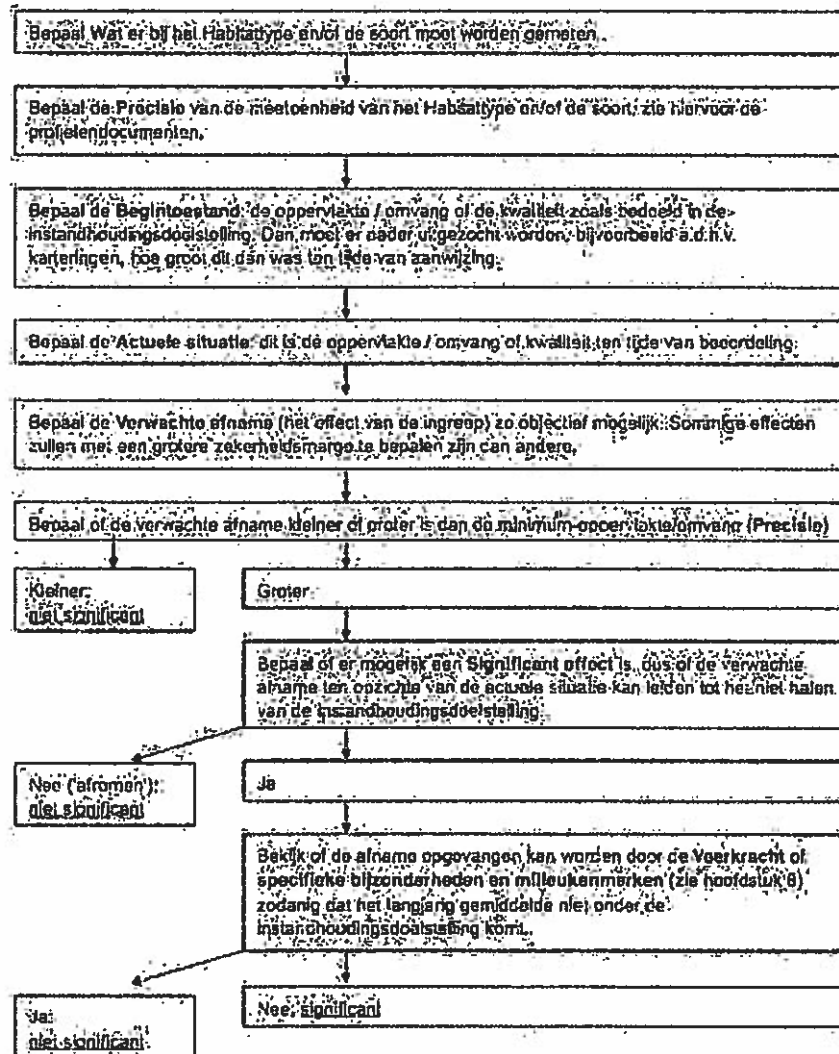 Bepaal Wat er bij het Habitattype en/of de soort moet worden gemeten.
Bepaal de Precisie van de meeteenheid van het Habitattype en/of de soort, zie hiervoor de
profielendocumenten.
Bepaal de Begintoestand: de oppervlakte / omvang of de kwaliteit zoals bedoeld in de
instandhoudingsdoelstelling. Dan moet er nader uitgezocht worden, bijvoorbeeld a.d.h.v.
karteringen, hoe groot dit dan was ten tijde van aanwijzing.
Bepaal de Actuele situatie: dit is de oppervlakte / omvang of kwaliteit ten tijde van beoordeling.
Bepaal de Verwachte afname (het effect van de ingreep) zo objectief mogelijk. Sommige effecten
zullen met een grotere zekerheidsmarge te bepalen zijn dan andere.
Bepaal of de verwachte afname kleiner of groter is dan de minimum-oppervlakte/omvang (Precisie)
Kleiner:
niet significant
Groter
Bepaal of er mogelijk een Significant effect is, dus of de verwachte
afname ten opzichte van de actuele situatie kan leiden tot het niet halen
van de instandhoudingsdoelstelling
Nee ('afromen'):
niet significant
Ja
Bekijk of de afname opgevangen kan worden door de Veerkracht of
specifieke bijzonderheden en milieukenmerken (zie hoofdstuk 6)
zodanig dat het langjarig gemiddelde niet onder de
instandhoudingsdoelstelling komt.
Ja:
niet significant
Nee: significant